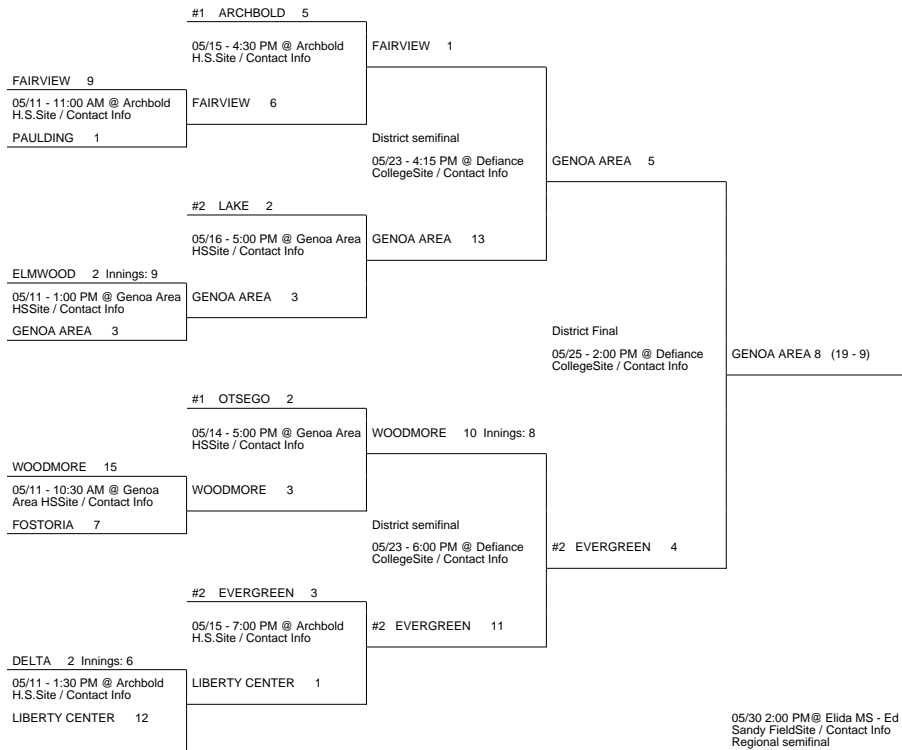 #1 ARCHBOLD 5
05/15 - 4:30 PM @ Archbold
H.S.Site / Contact Info
FAIRVIEW 1
FAIRVIEW 9
05/11 - 11:00 AM @ Archbold
H.S.Site / Contact Info
FAIRVIEW 6
PAULDING 1
District semifinal
05/23 - 4:15 PM @ Defiance
CollegeSite / Contact Info
GENOA AREA 5
#2 LAKE 2
05/16 - 5:00 PM @ Genoa Area
HSSite / Contact Info
GENOA AREA 13
ELMWOOD 2 Innings: 9
05/11 - 1:00 PM @ Genoa Area
HSSite / Contact Info
GENOA AREA 3
GENOA AREA 3
District Final
05/25 - 2:00 PM @ Defiance
CollegeSite / Contact Info
GENOA AREA 8 (19 - 9)
#1 OTSEGO 2
05/14 - 5:00 PM @ Genoa Area
HSSite / Contact Info
WOODMORE 10 Innings: 8
WOODMORE 15
05/11 - 10:30 AM @ Genoa
Area HSSite / Contact Info
WOODMORE 3
FOSTORIA 7
District semifinal
05/23 - 6:00 PM @ Defiance
CollegeSite / Contact Info
#2 EVERGREEN 4
#2 EVERGREEN 3
05/15 - 7:00 PM @ Archbold
H.S.Site / Contact Info
#2 EVERGREEN 11
DELTA 2 Innings: 6
05/11 - 1:30 PM @ Archbold
H.S.Site / Contact Info
LIBERTY CENTER 1
LIBERTY CENTER 12
05/30 2:00 PM@ Elida MS - Ed
Sandy FieldSite / Contact Info
Regional semifinal